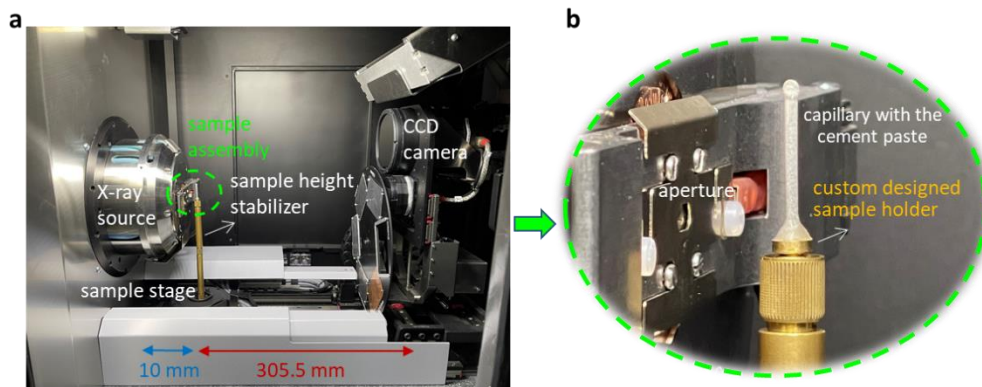 a
sample
assembly
CCD
camera
X-ray
source
sample height
stabilizer
sample stage
10 mm
305.5 mm
b
capillary with the
cement paste
aperture
custom designed
sample holder